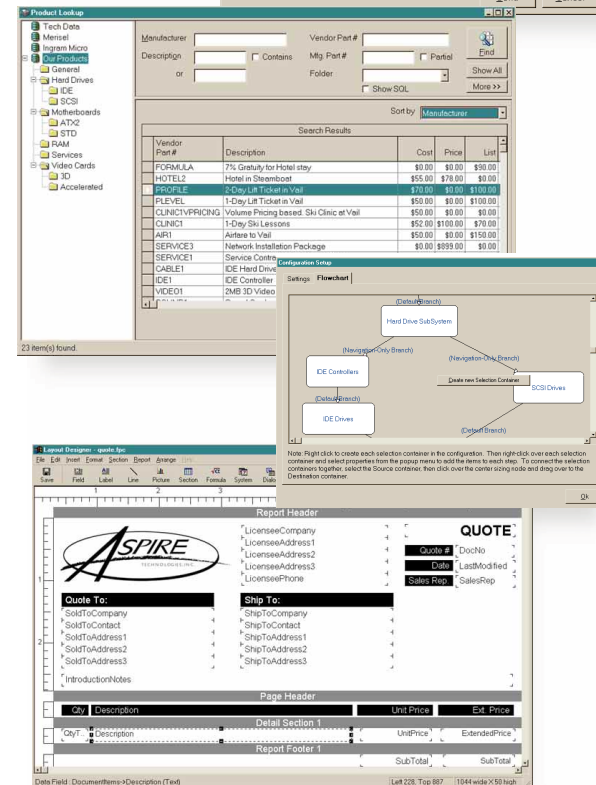 Product Lookup
Tech Data
Merisel
Ingram Micro
Our Products
General
Hard Drives
IDE
SCSI
Motherboards
ATX2
STD
RAM
Services
Video Cards
3D
Accelerated
Manufacturer
Vendor Part #
Description
Contains
Mfg. Part #
Partial
or
Folder
Show SQL
Find
Show All
More >>
Sort by Manufacturer
Search Results
Vendor Part # Description Cost Price List
FORMULA 7% Gratuity for Hotel stay $0.00 $0.00 $90.00
HOTEL2 Hotel in Steamboat $55.00 $78.00 $0.00
PROFILE 2-Day Lift Ticket in Vail $70.00 $0.00 $100.00
PLEVEL 1-Day Lift Ticket in Vail $50.00 $0.00 $100.00
CLINIC1VPRICING Volume Pricing based. Ski Clinic at Vail $50.00 $0.00 $0.00
CLINIC1 1-Day Ski Lessons $52.00 $100.00 $70.00
AIR1 Airfare to Vail $50.00 $0.00 $150.00
SERVICE3 Network Installation Package $0.00 $899.00 $0.00
SERVICE1 Service Contra
CABLE1 IDE Hard Drive
IDE1 IDE Controller
VIDEO1 2MB 3D Video
23 item(s) found.
Configuration Setup
Settings Flowchart
(Default Branch)
Hard Drive SubSystem
(Navigation-Only Branch)
(Navigation-Only Branch)
IDE Controllers
Create new Selection Container
SCSI Drives
(Default Branch)
IDE Drives
(Default Branch)
Note: Right click to create each selection container in the configuration. Then right-click over each selection
container and select properties from the popup menu to add the items to each step. To connect the selection
containers together, select the Source container, then click over the center sizing node and drag over to the
Destination container.
Ok
Layout Designer - quote.fpc
File Edit Insert Format Section Report Arrange
Save Field Label Line Picture Section Formula System Dialo
1 2 3
Report Header
ASPIRE
TECHNOLOGIES, INC.
LicenseeCompany
LicenseeAddress1
LicenseeAddress2
LicenseeAddress3
LicenseePhone
QUOTE
Quote # DocNo
Date LastModified
Sales Rep SalesRep
Quote To: Ship To:
SoldToCompany ShipToCompany
SoldToContact ShipToContact
SoldToAddress1 ShipToAddress1
SoldToAddress2 ShipToAddress2
SoldToAddress3 ShipToAddress3
IntroductionNotes
Page Header
Qty Description Unit Price Ext. Price
Detail Section 1
QtyT.. Description UnitPrice ExtendedPrice
Report Footer 1
SubTotal SubTotal
Data Field: DocumentItems->Description (Text) Left 228, Top 887 1044 wide X 50 high